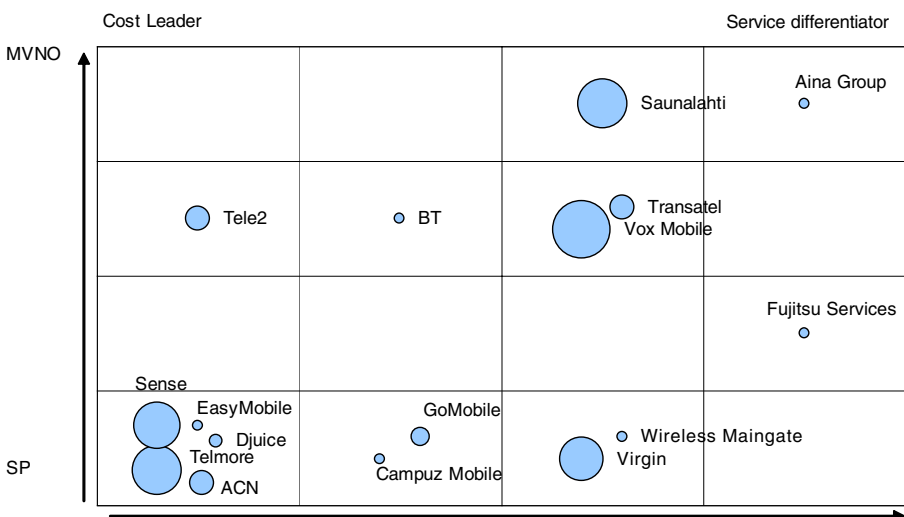 Cost Leader
Service differentiator
MVNO
Aina Group
Saunalahti
Transatel
Tele2
BT
Vox Mobile
Fujitsu Services
Sense
EasyMobile
GoMobile
Djuice
Wireless Maingate
Telmore
Virgin
SP
Campuz Mobile
ACN